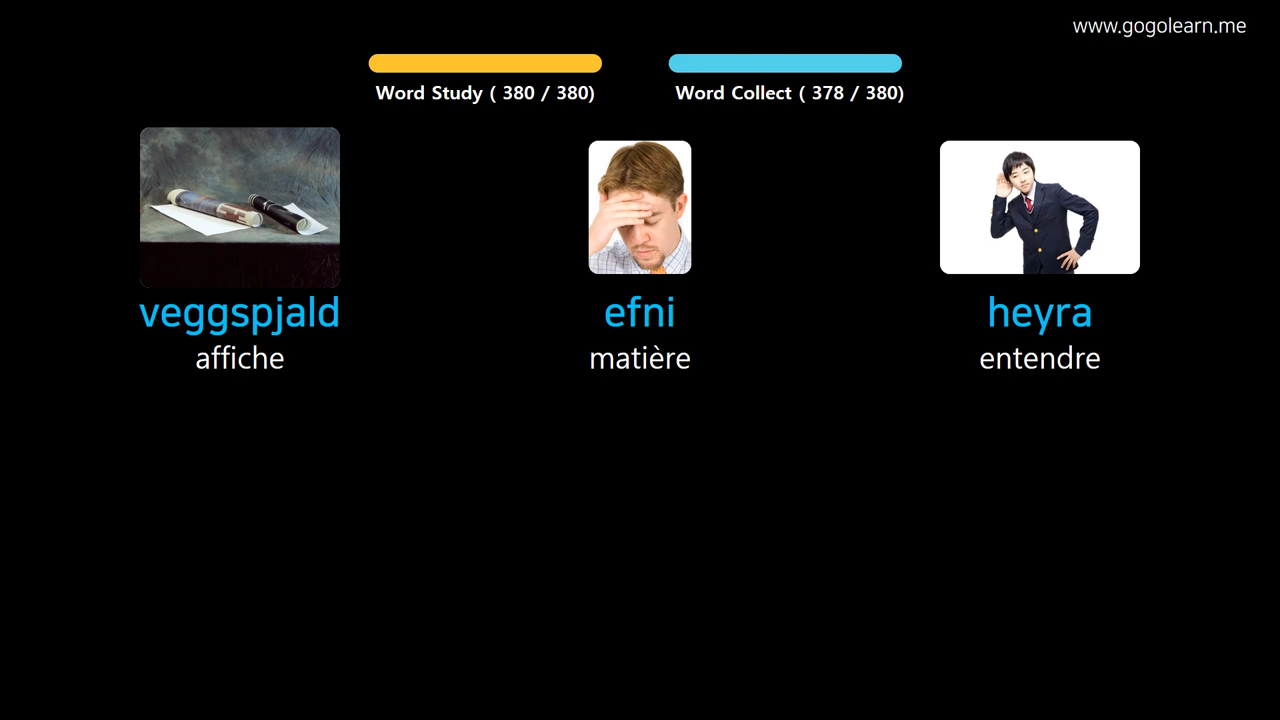 www.gogolearn.me
Word Study ( 380 / 380)
Word Collect ( 378 / 380)
veggspjald
affiche
efni
matière
heyra
entendre